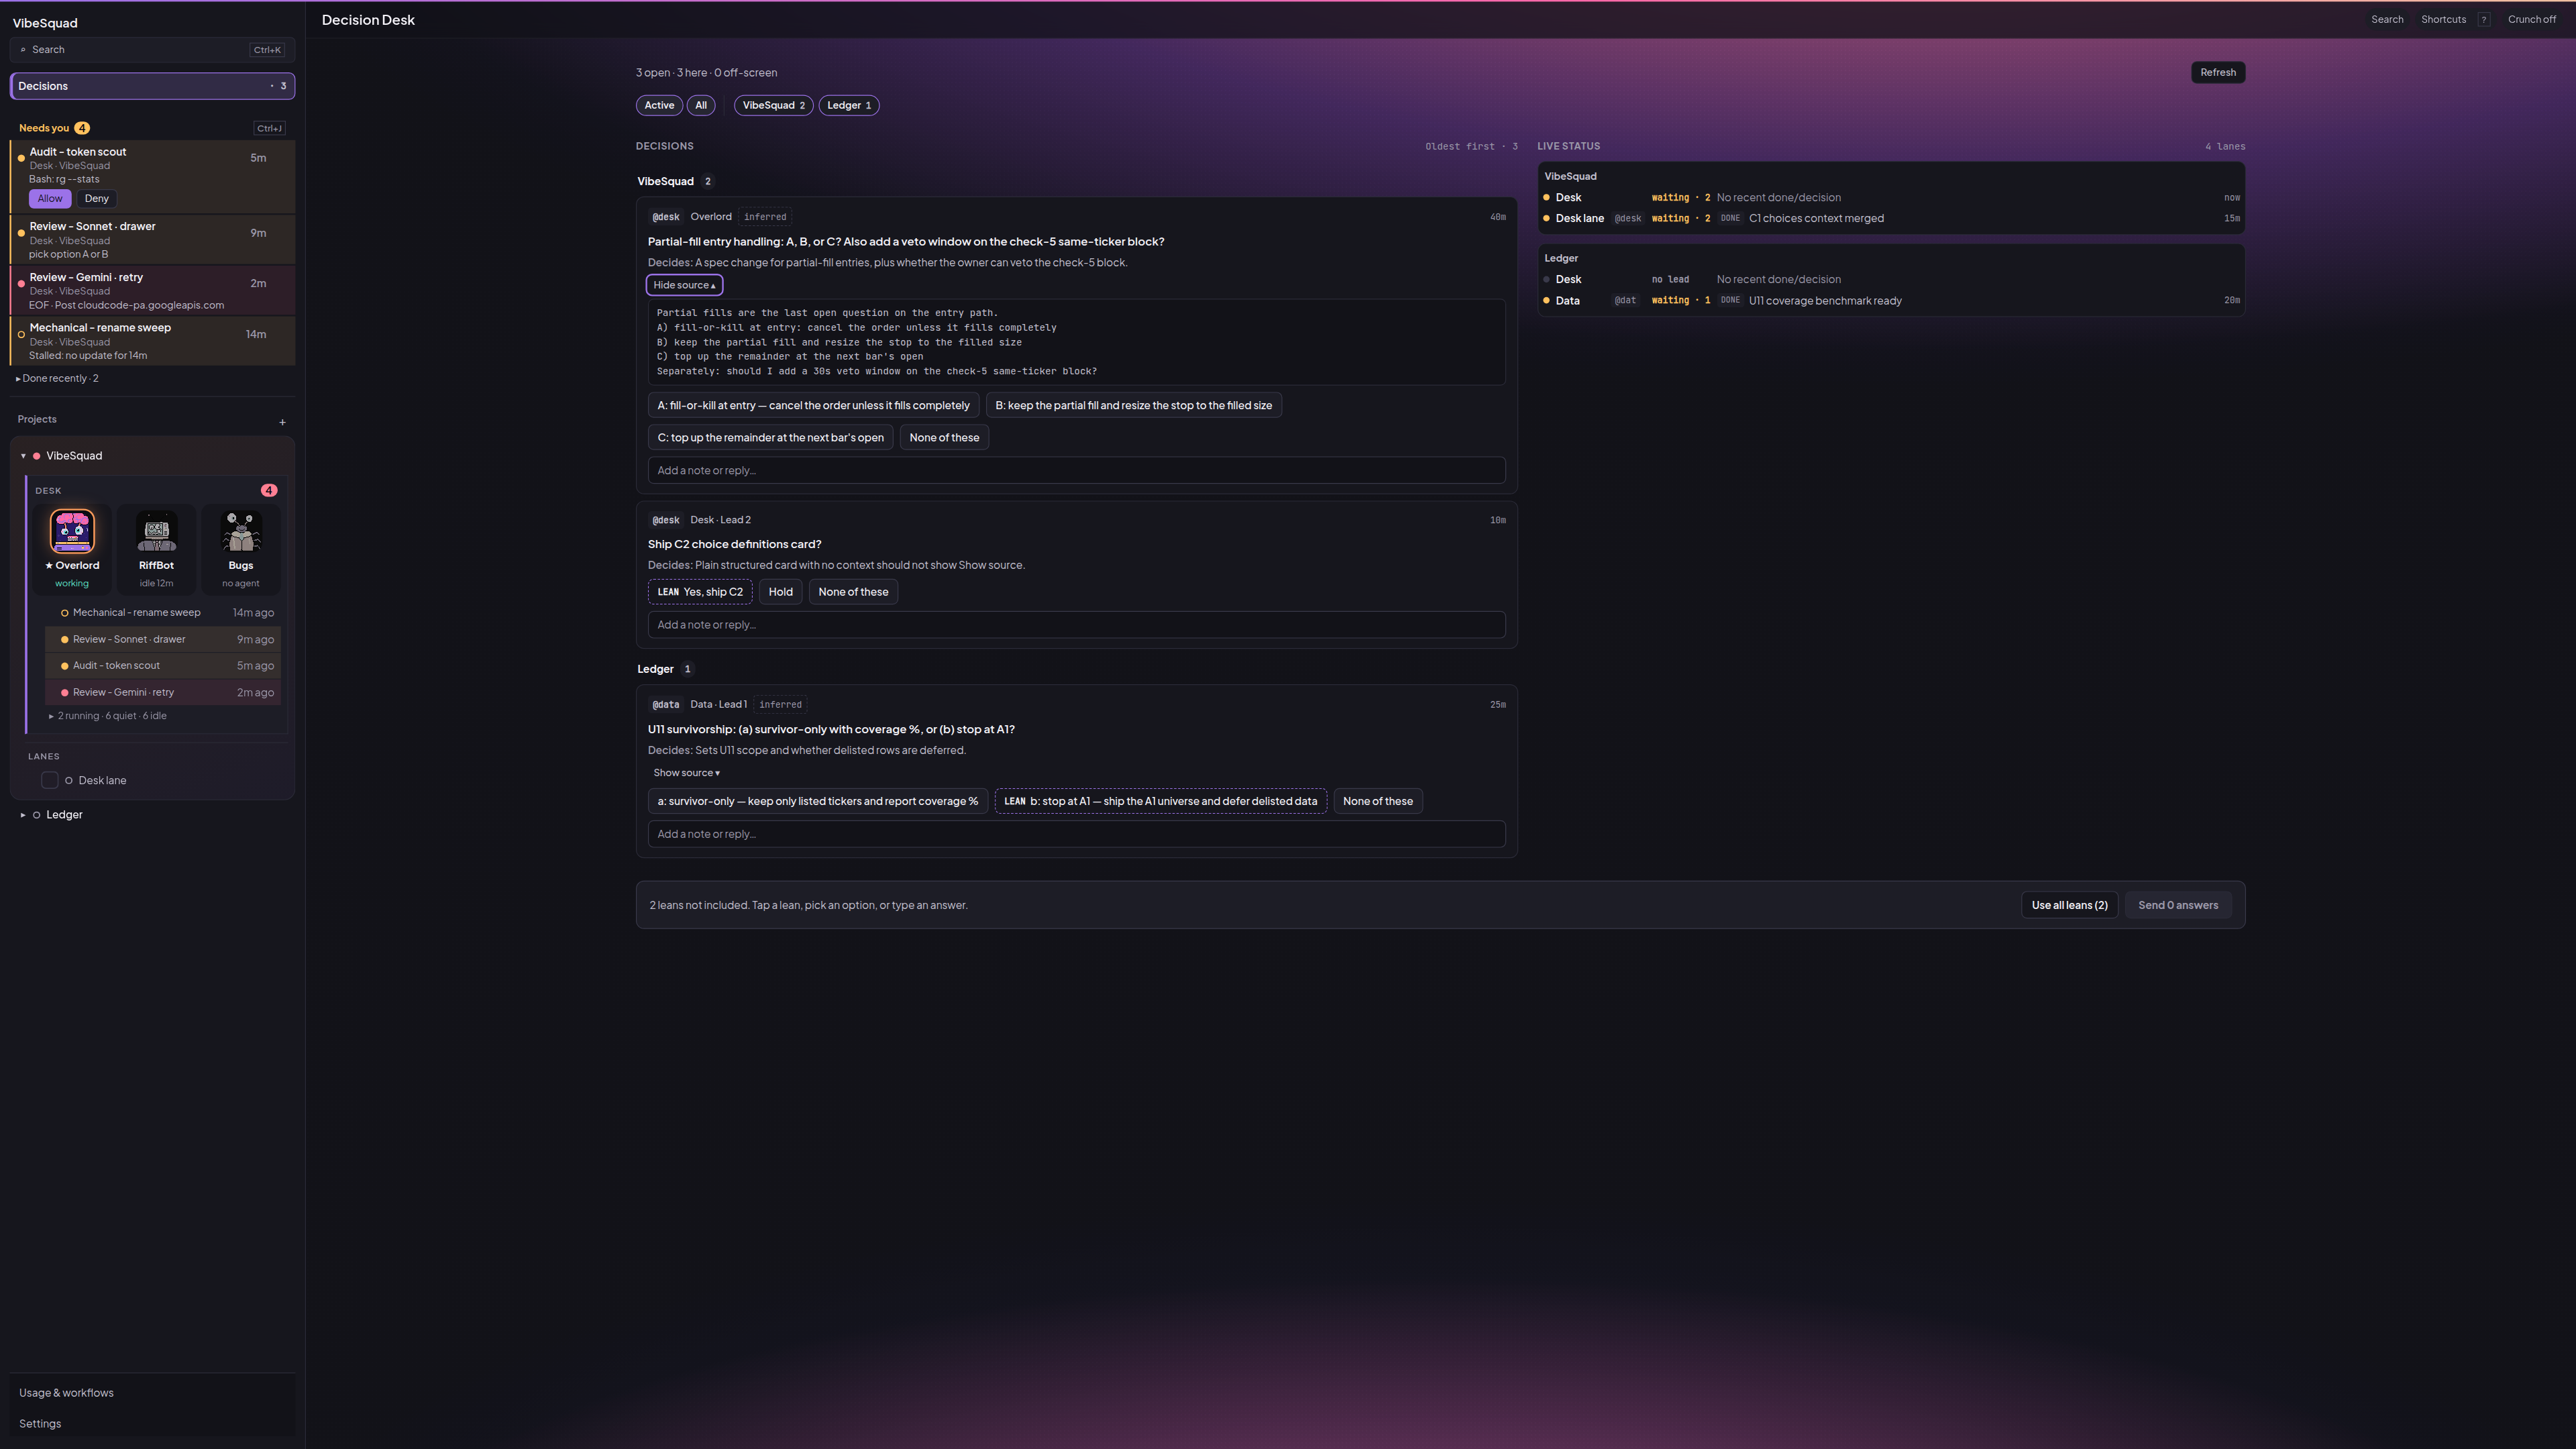 VibeSquad
Search Ctrl+K
Decisions · 3
Needs you 4 Ctrl+J
Audit - token scout 5m
Desk · VibeSquad
Bash: rg --stats
Allow Deny
Review - Sonnet · drawer 9m
Desk · VibeSquad
pick option A or B
Review - Gemini · retry 2m
Desk · VibeSquad
EOF · Post cloudcode-pa.googleapis.com
Mechanical - rename sweep 14m
Desk · VibeSquad
Stalled: no update for 14m
▸ Done recently · 2
Projects +
▾ VibeSquad
DESK 4
★ Overlord RiffBot Bugs
working idle 12m no agent
Mechanical - rename sweep 14m ago
Review - Sonnet · drawer 9m ago
Audit - token scout 5m ago
Review - Gemini · retry 2m ago
▸ 2 running · 6 quiet · 6 idle
LANES
Desk lane
▸ Ledger
Usage & workflows
Settings
Decision Desk
Search Shortcuts ? Crunch off
3 open · 3 here · 0 off-screen
Refresh
Active All VibeSquad 2 Ledger 1
DECISIONS Oldest first · 3
VibeSquad 2
@desk Overlord inferred 40m
Partial-fill entry handling: A, B, or C? Also add a veto window on the check-5 same-ticker block?
Decides: A spec change for partial-fill entries, plus whether the owner can veto the check-5 block.
Hide source ▴
Partial fills are the last open question on the entry path.
A) fill-or-kill at entry: cancel the order unless it fills completely
B) keep the partial fill and resize the stop to the filled size
C) top up the remainder at the next bar's open
Separately: should I add a 30s veto window on the check-5 same-ticker block?
A: fill-or-kill at entry — cancel the order unless it fills completely B: keep the partial fill and resize the stop to the filled size
C: top up the remainder at the next bar's open None of these
Add a note or reply…
@desk Desk · Lead 2 10m
Ship C2 choice definitions card?
Decides: Plain structured card with no context should not show Show source.
LEAN Yes, ship C2 Hold None of these
Add a note or reply…
Ledger 1
@data Data · Lead 1 inferred 25m
U11 survivorship: (a) survivor-only with coverage %, or (b) stop at A1?
Decides: Sets U11 scope and whether delisted rows are deferred.
Show source ▾
a: survivor-only — keep only listed tickers and report coverage % LEAN b: stop at A1 — ship the A1 universe and defer delisted data None of these
Add a note or reply…
LIVE STATUS 4 lanes
VibeSquad
Desk waiting · 2 No recent done/decision now
Desk lane @desk waiting · 2 DONE C1 choices context merged 15m
Ledger
Desk no lead No recent done/decision
Data @dat waiting · 1 DONE U11 coverage benchmark ready 20m
2 leans not included. Tap a lean, pick an option, or type an answer.
Use all leans (2) Send 0 answers